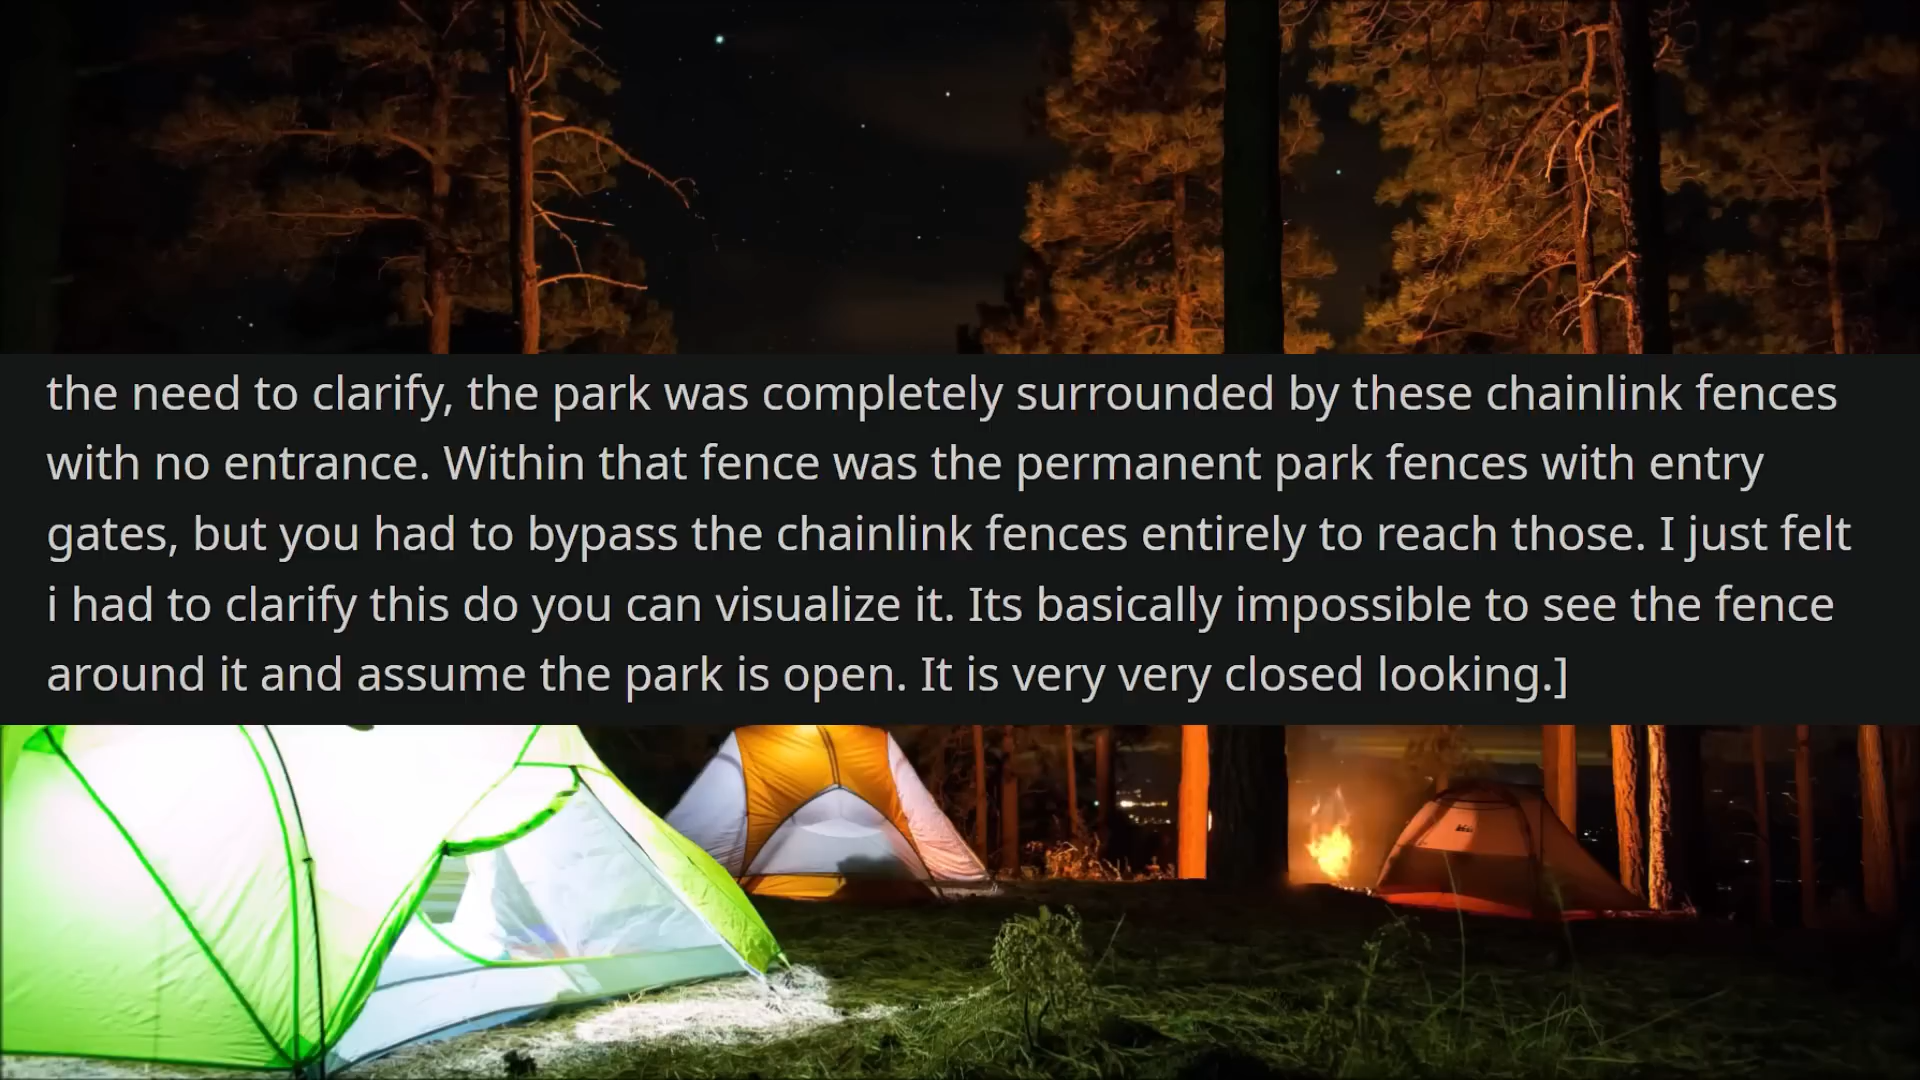 the need to clarify, the park was completely surrounded by these chainlink fences
with no entrance. Within that fence was the permanent park fences with entry
gates, but you had to bypass the chainlink fences entirely to reach those. I just felt
i had to clarify this do you can visualize it. Its basically impossible to see the fence
around it and assume the park is open. It is very very closed looking.]